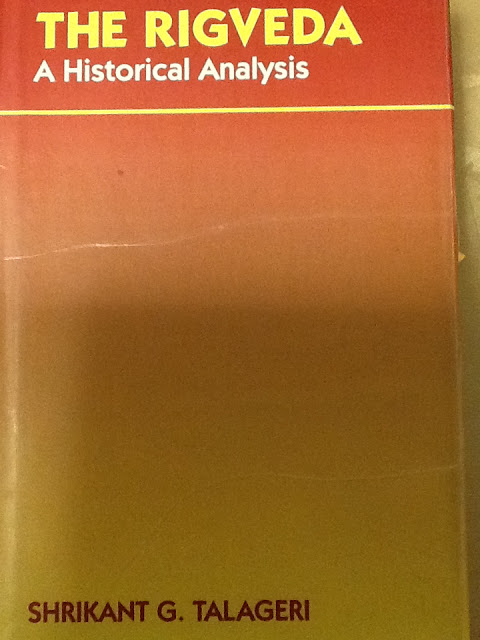 THE RIGVEDA
A Historical Analysis
SHRIKANT G. TALAGERI